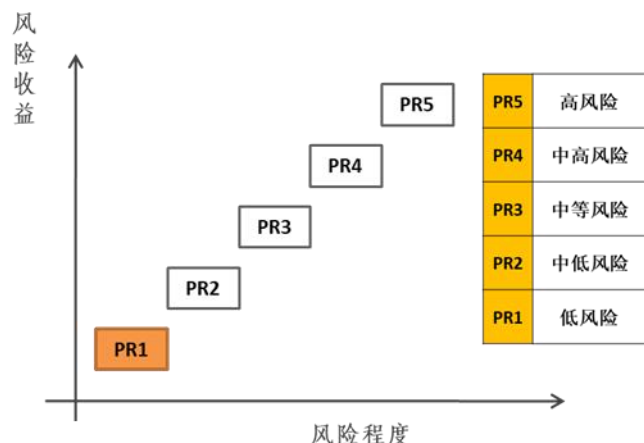 风险收益
PR5
PR4
PR3
PR2
PR1
风险程度
PR5 高风险
PR4 中高风险
PR3 中等风险
PR2 中低风险
PR1 低风险